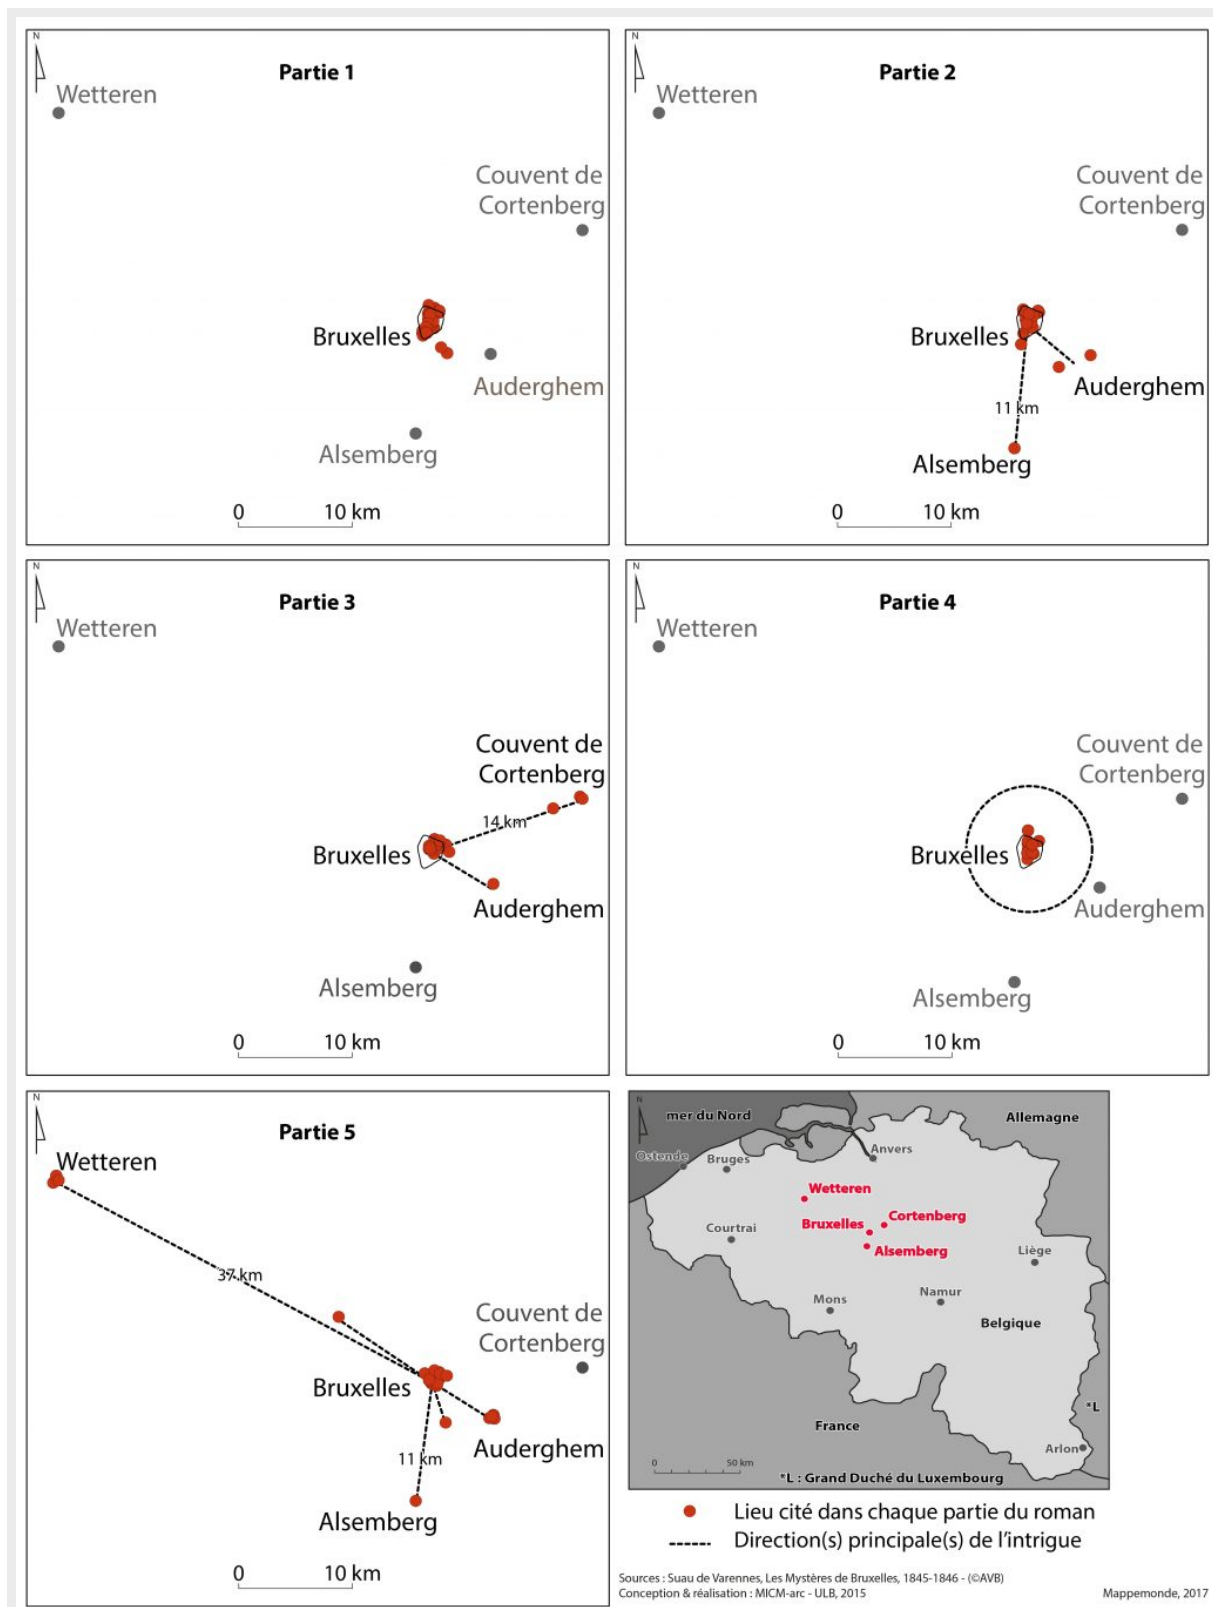 N
Partie 1
Wetteren
Couvent de
Cortenberg
Bruxelles
Auderghem
Alsemberg
0 10 km
N
Partie 2
Wetteren
Couvent de
Cortenberg
Bruxelles
Auderghem
11 km
Alsemberg
0 10 km
N
Partie 3
Wetteren
Couvent de
Cortenberg
14 km
Bruxelles
Auderghem
Alsemberg
0 10 km
N
Partie 4
Wetteren
Couvent de
Cortenberg
Bruxelles
Auderghem
Alsemberg
0 10 km
N
Partie 5
Wetteren
37 km
Couvent de
Cortenberg
Bruxelles
Auderghem
11 km
Alsemberg
0 10 km
N
mer du Nord
Allemagne
Ostende
Bruges
Anvers
Wetteren
Cortenberg
Bruxelles
Courtrai
Alsemberg
Liège
Namur
Mons
Belgique
*L
France
Arlon
0 50 km
*L : Grand Duché du Luxembourg
Lieu cité dans chaque partie du roman
Direction(s) principale(s) de l'intrigue
Sources : Suau de Varennes, Les Mystères de Bruxelles, 1845-1846 - (©AVB)
Conception & réalisation : MICM-arc - ULB, 2015 Mappemonde, 2017